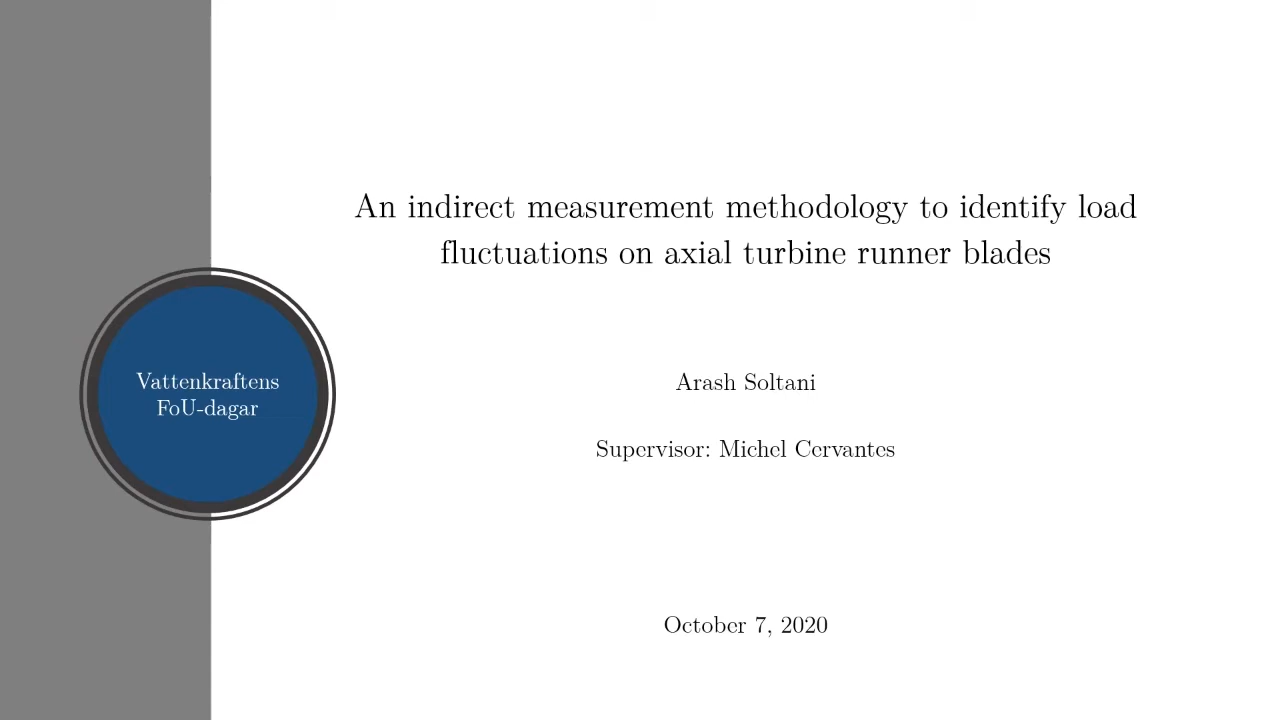 An indirect measurement methodology to identify load
fluctuations on axial turbine runner blades
Vattenkraftens
FoU-dagar
Arash Soltani
Supervisor: Michel Cervantes
October 7, 2020